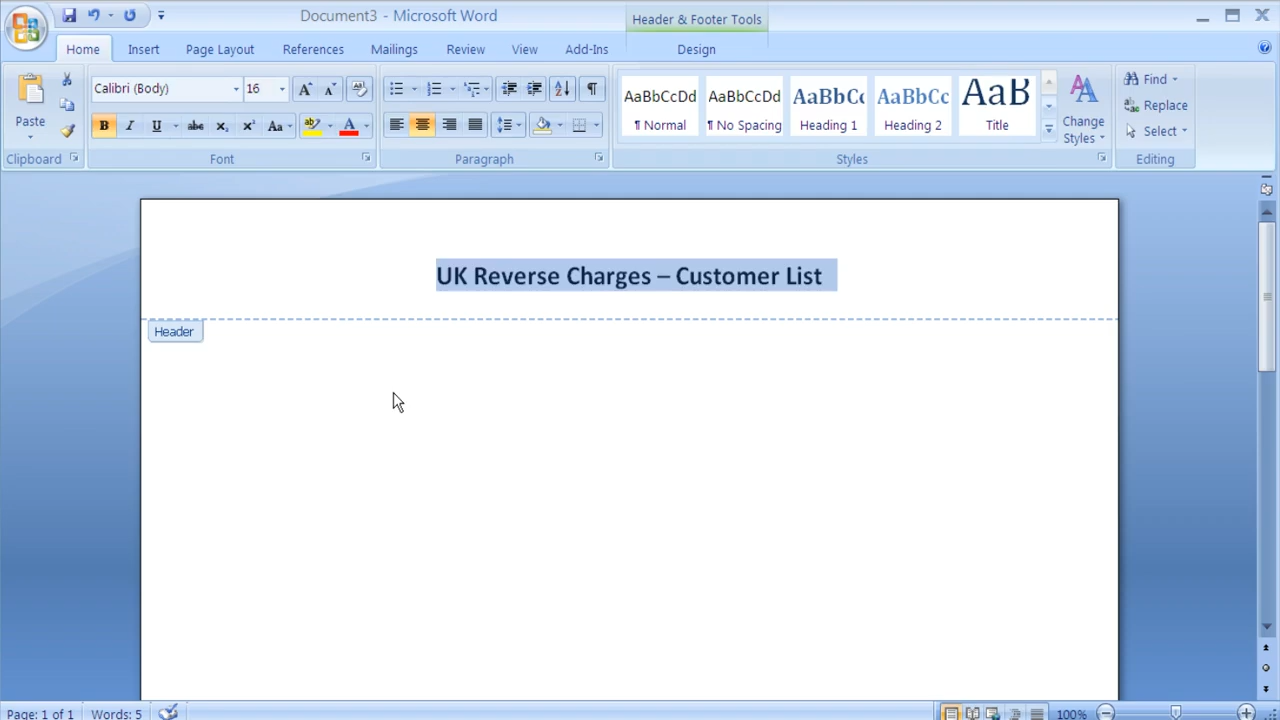 Document3 - Microsoft Word
Header & Footer Tools
Home Insert Page Layout References Mailings Review View Add-Ins Design
Calibri (Body) 16
AaBbCcDd AaBbCcDd AaBbCc AaBbCc AaB
¶ Normal ¶ No Spacing Heading 1 Heading 2 Title
Paste
Change Styles
Find
Replace
Select
Clipboard Font Paragraph Styles Editing
UK Reverse Charges – Customer List
Header
Page: 1 of 1 Words: 5 100%